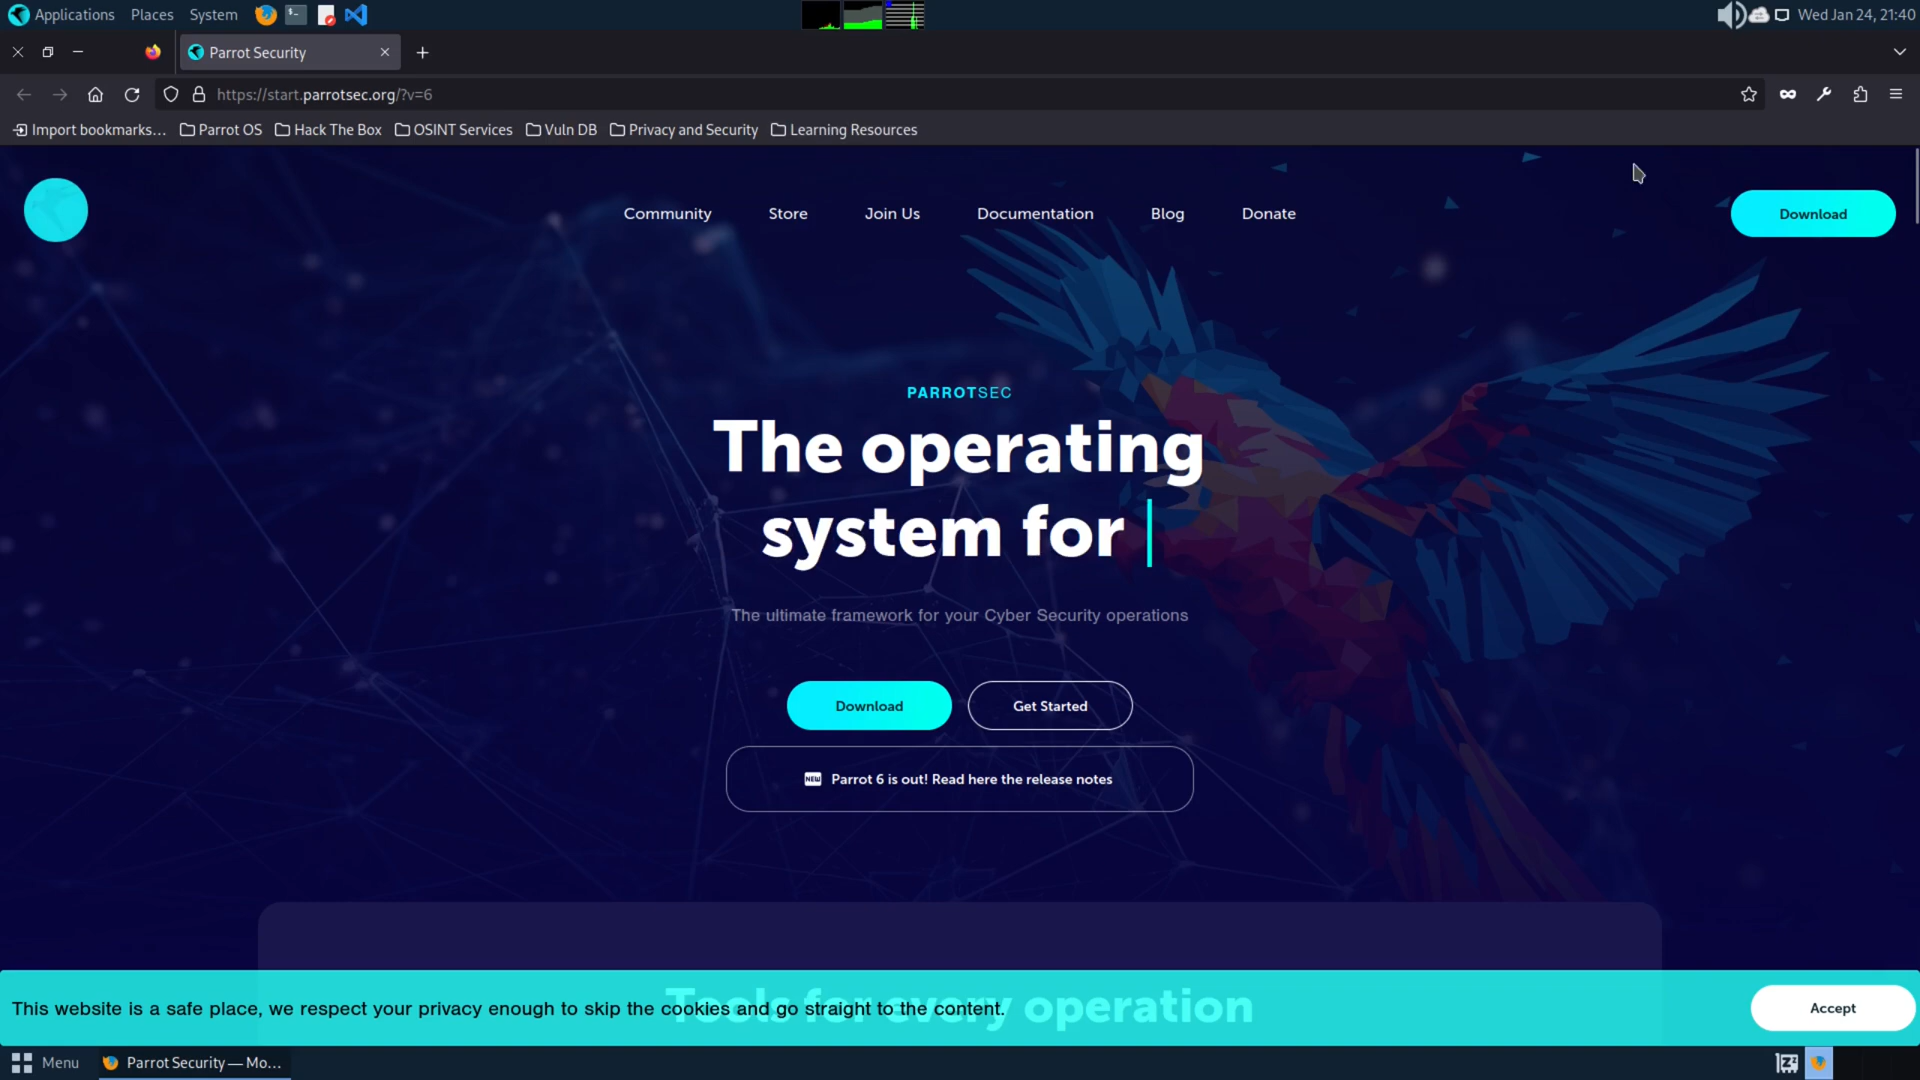 Applications Places System Wed Jan 24, 21:40
Parrot Security
https://start.parrotsec.org/?v=6
Import bookmarks... Parrot OS Hack The Box OSINT Services Vuln DB Privacy and Security Learning Resources
Community Store Join Us Documentation Blog Donate Download
PARROTSEC
The operating
system for
The ultimate framework for your Cyber Security operations
Download Get Started
NEW Parrot 6 is out! Read here the release notes
Tools for every operation
This website is a safe place, we respect your privacy enough to skip the cookies and go straight to the content. Accept
Menu Parrot Security — Mo...